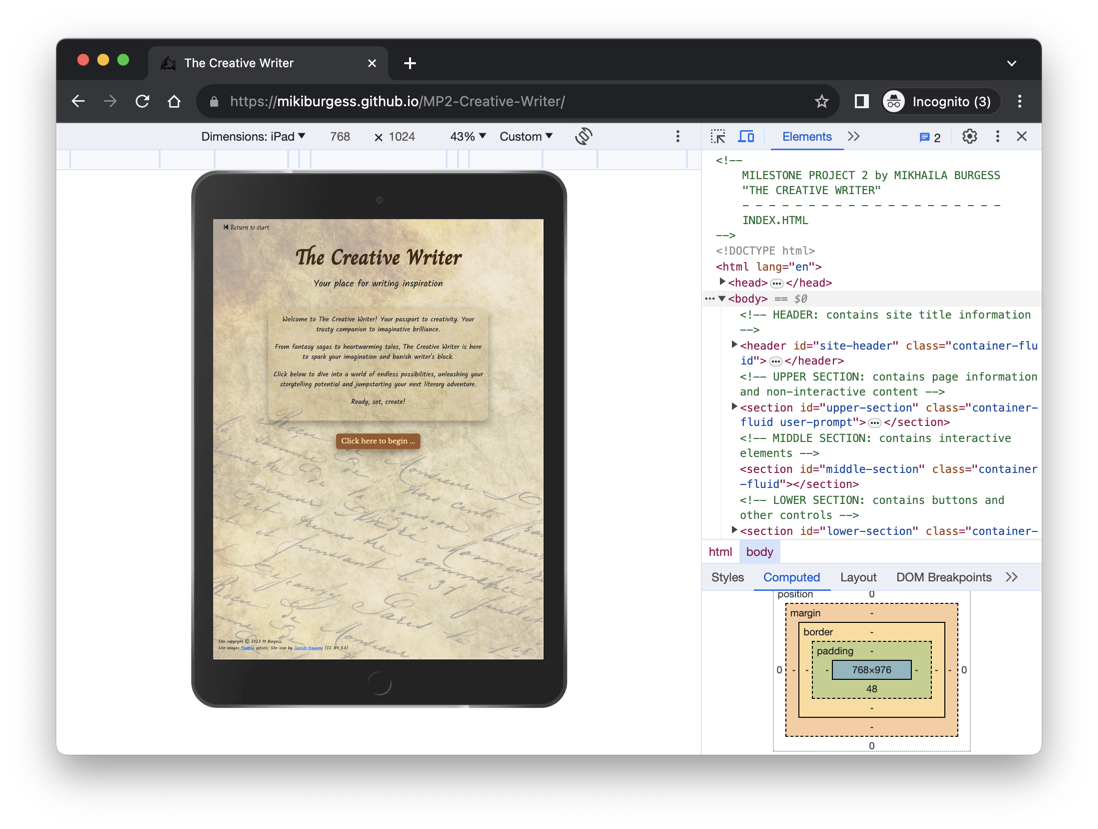 The Creative Writer
https://mikiburgess.github.io/MP2-Creative-Writer/
Incognito (3)
Dimensions: iPad 768 × 1024 43% Custom
Return to start
The Creative Writer
Your place for writing inspiration
Welcome to The Creative Writer! Your passport to creativity. Your
trusty companion to imaginative brilliance.
From fantasy sagas to heartwarming tales, The Creative Writer is here
to spark your imagination and banish writer's block.
Click below to dive into a world of endless possibilities, unleashing your
storytelling potential and jumpstarting your next literary adventure.
Ready, set, create!
Click here to begin ...
Site copyright © 2023 M Burgess.
(CC BY 3.0)
Elements 2
<!--
MILESTONE PROJECT 2 by MIKHAILA BURGESS
"THE CREATIVE WRITER"
- - - - - - - - - - - - - - - - - - - -
INDEX.HTML
-->
<!DOCTYPE html>
<html lang="en">
<head> ... </head>
... <body> == $0
<!-- HEADER: contains site title information
-->
<header id="site-header" class="container-flu
id"> ... </header>
<!-- UPPER SECTION: contains page information
and non-interactive content -->
<section id="upper-section" class="container-
fluid user-prompt"> ... </section>
<!-- MIDDLE SECTION: contains interactive
elements -->
<section id="middle-section" class="container
-fluid"></section>
<!-- LOWER SECTION: contains buttons and
other controls -->
<section id="lower-section" class="container-
html body
Styles Computed Layout DOM Breakpoints
position 0
margin -
border -
padding -
0 - - - 768×976 - - - 0
48
-
-
0